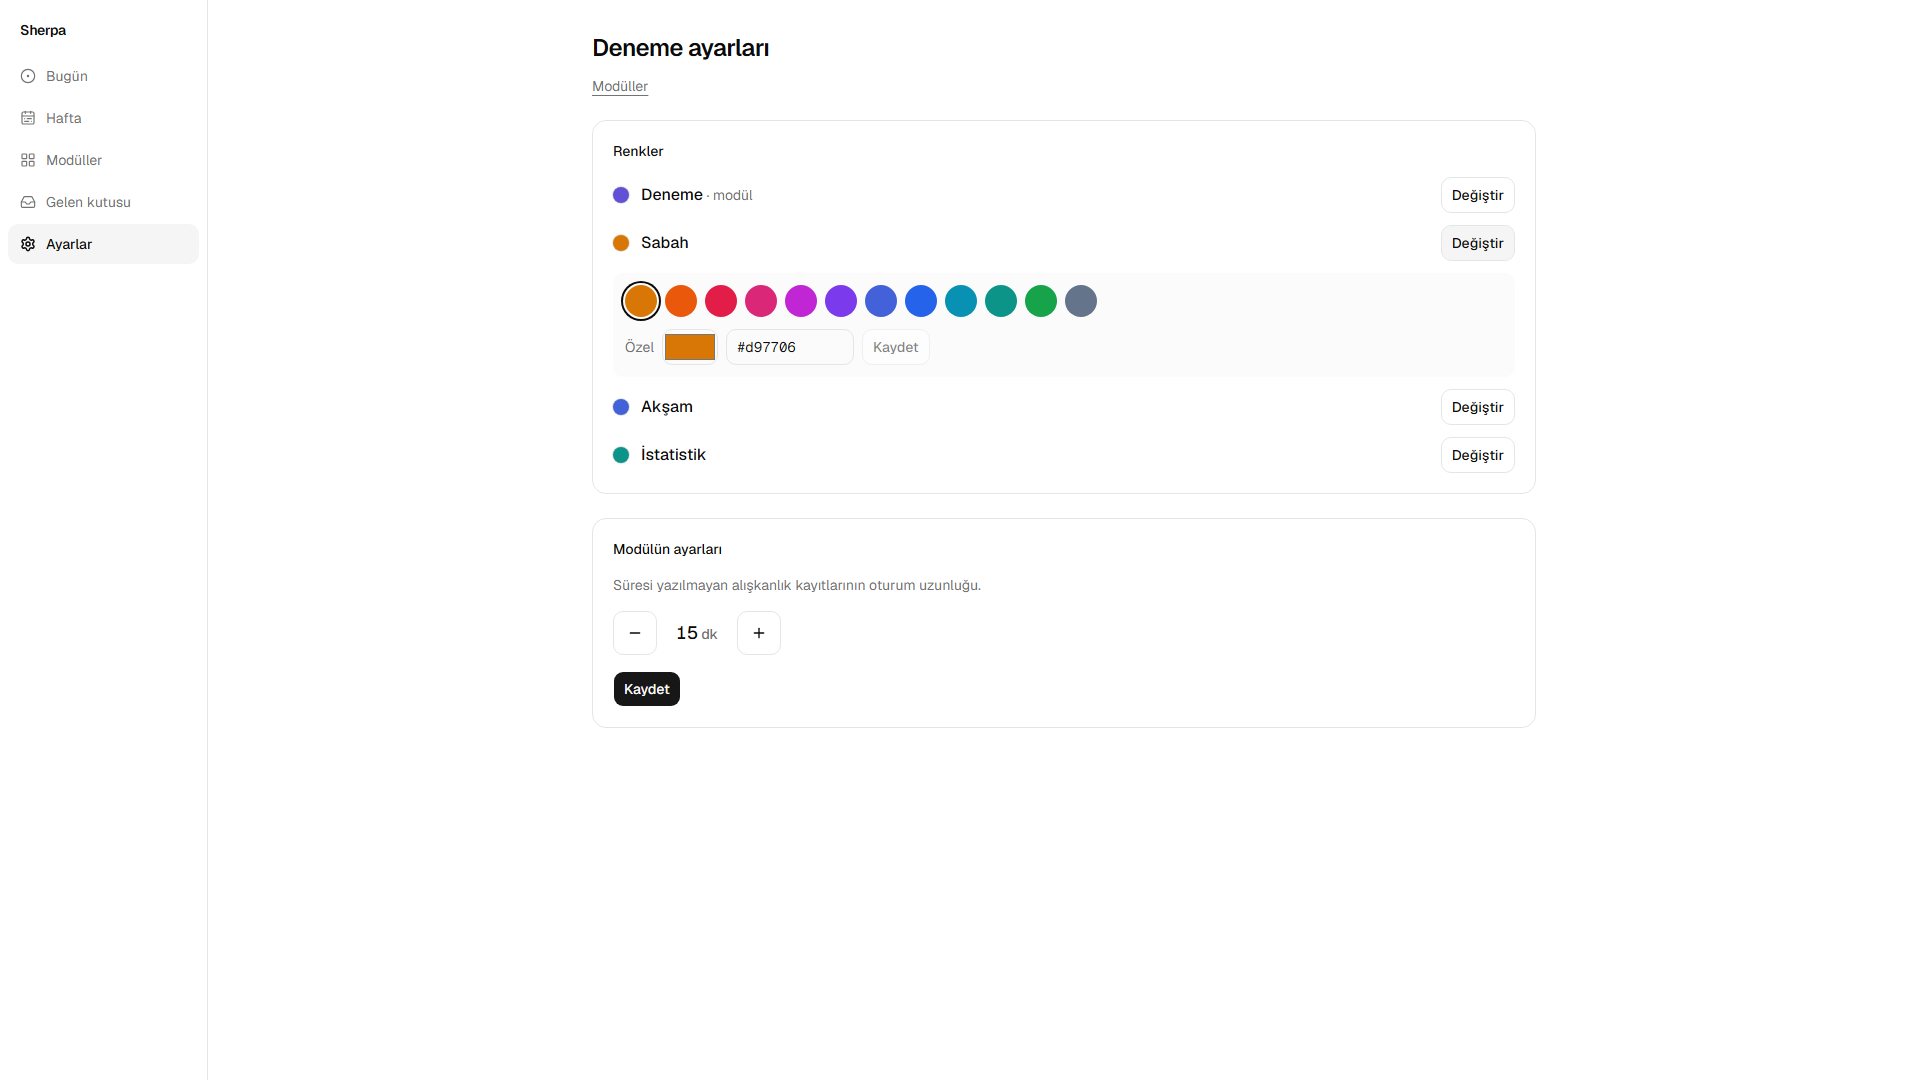 Sherpa
Bugün
Hafta
Modüller
Gelen kutusu
Ayarlar
Deneme ayarları
Modüller
Renkler
Deneme · modül Değiştir
Sabah Değiştir
Özel #d97706 Kaydet
Akşam Değiştir
İstatistik Değiştir
Modülün ayarları
Süresi yazılmayan alışkanlık kayıtlarının oturum uzunluğu.
− 15 dk +
Kaydet